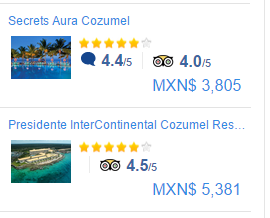 Secrets Aura Cozumel
4.4/5 4.0/5
MXN$ 3,805
Presidente InterContinental Cozumel Res...
4.5/5
MXN$ 5,381